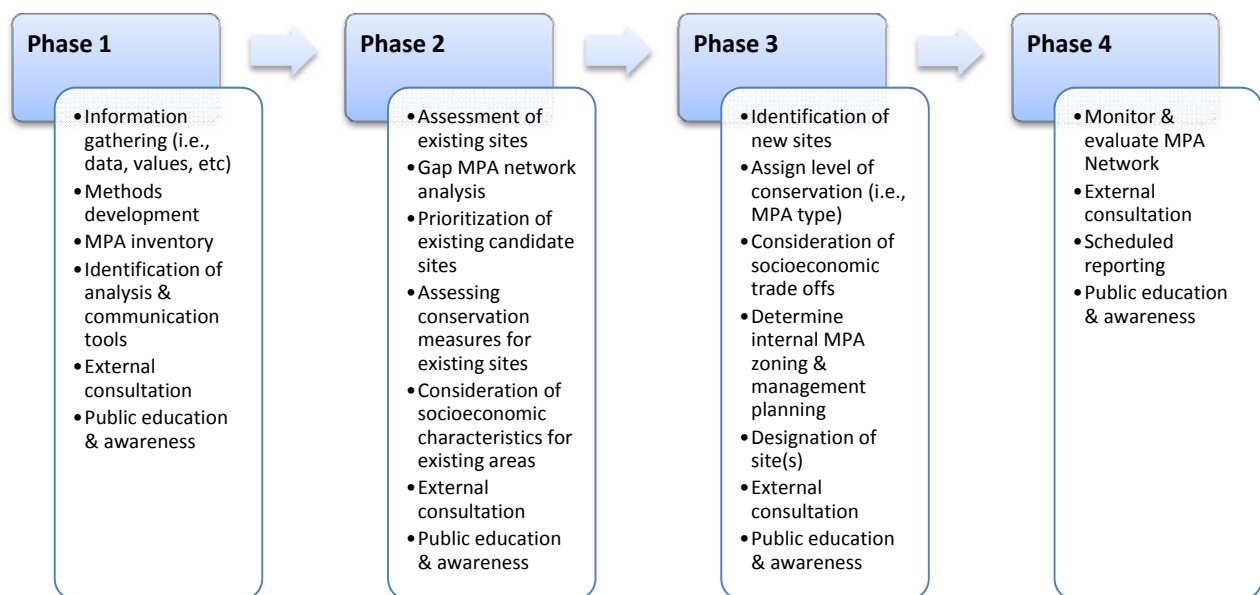 Phase 1
•Information
gathering (i.e.,
data, values, etc)
•Methods
development
•MPA inventory
•Identification of
analysis &
communication
tools
•External
consultation
•Public education
& awareness
Phase 2
•Assessment of
existing sites
•Gap MPA network
analysis
•Prioritization of
existing candidate
sites
•Assessing
conservation
measures for
existing sites
•Consideration of
socioeconomic
characteristics for
existing areas
•External
consultation
•Public education
& awareness
Phase 3
•Identification of
new sites
•Assign level of
conservation (i.e.,
MPA type)
•Consideration of
socioeconomic
trade offs
•Determine
internal MPA
zoning &
management
planning
•Designation of
site(s)
•External
consultation
•Public education
& awareness
Phase 4
•Monitor &
evaluate MPA
Network
•External
consultation
•Scheduled
reporting
•Public education
& awareness